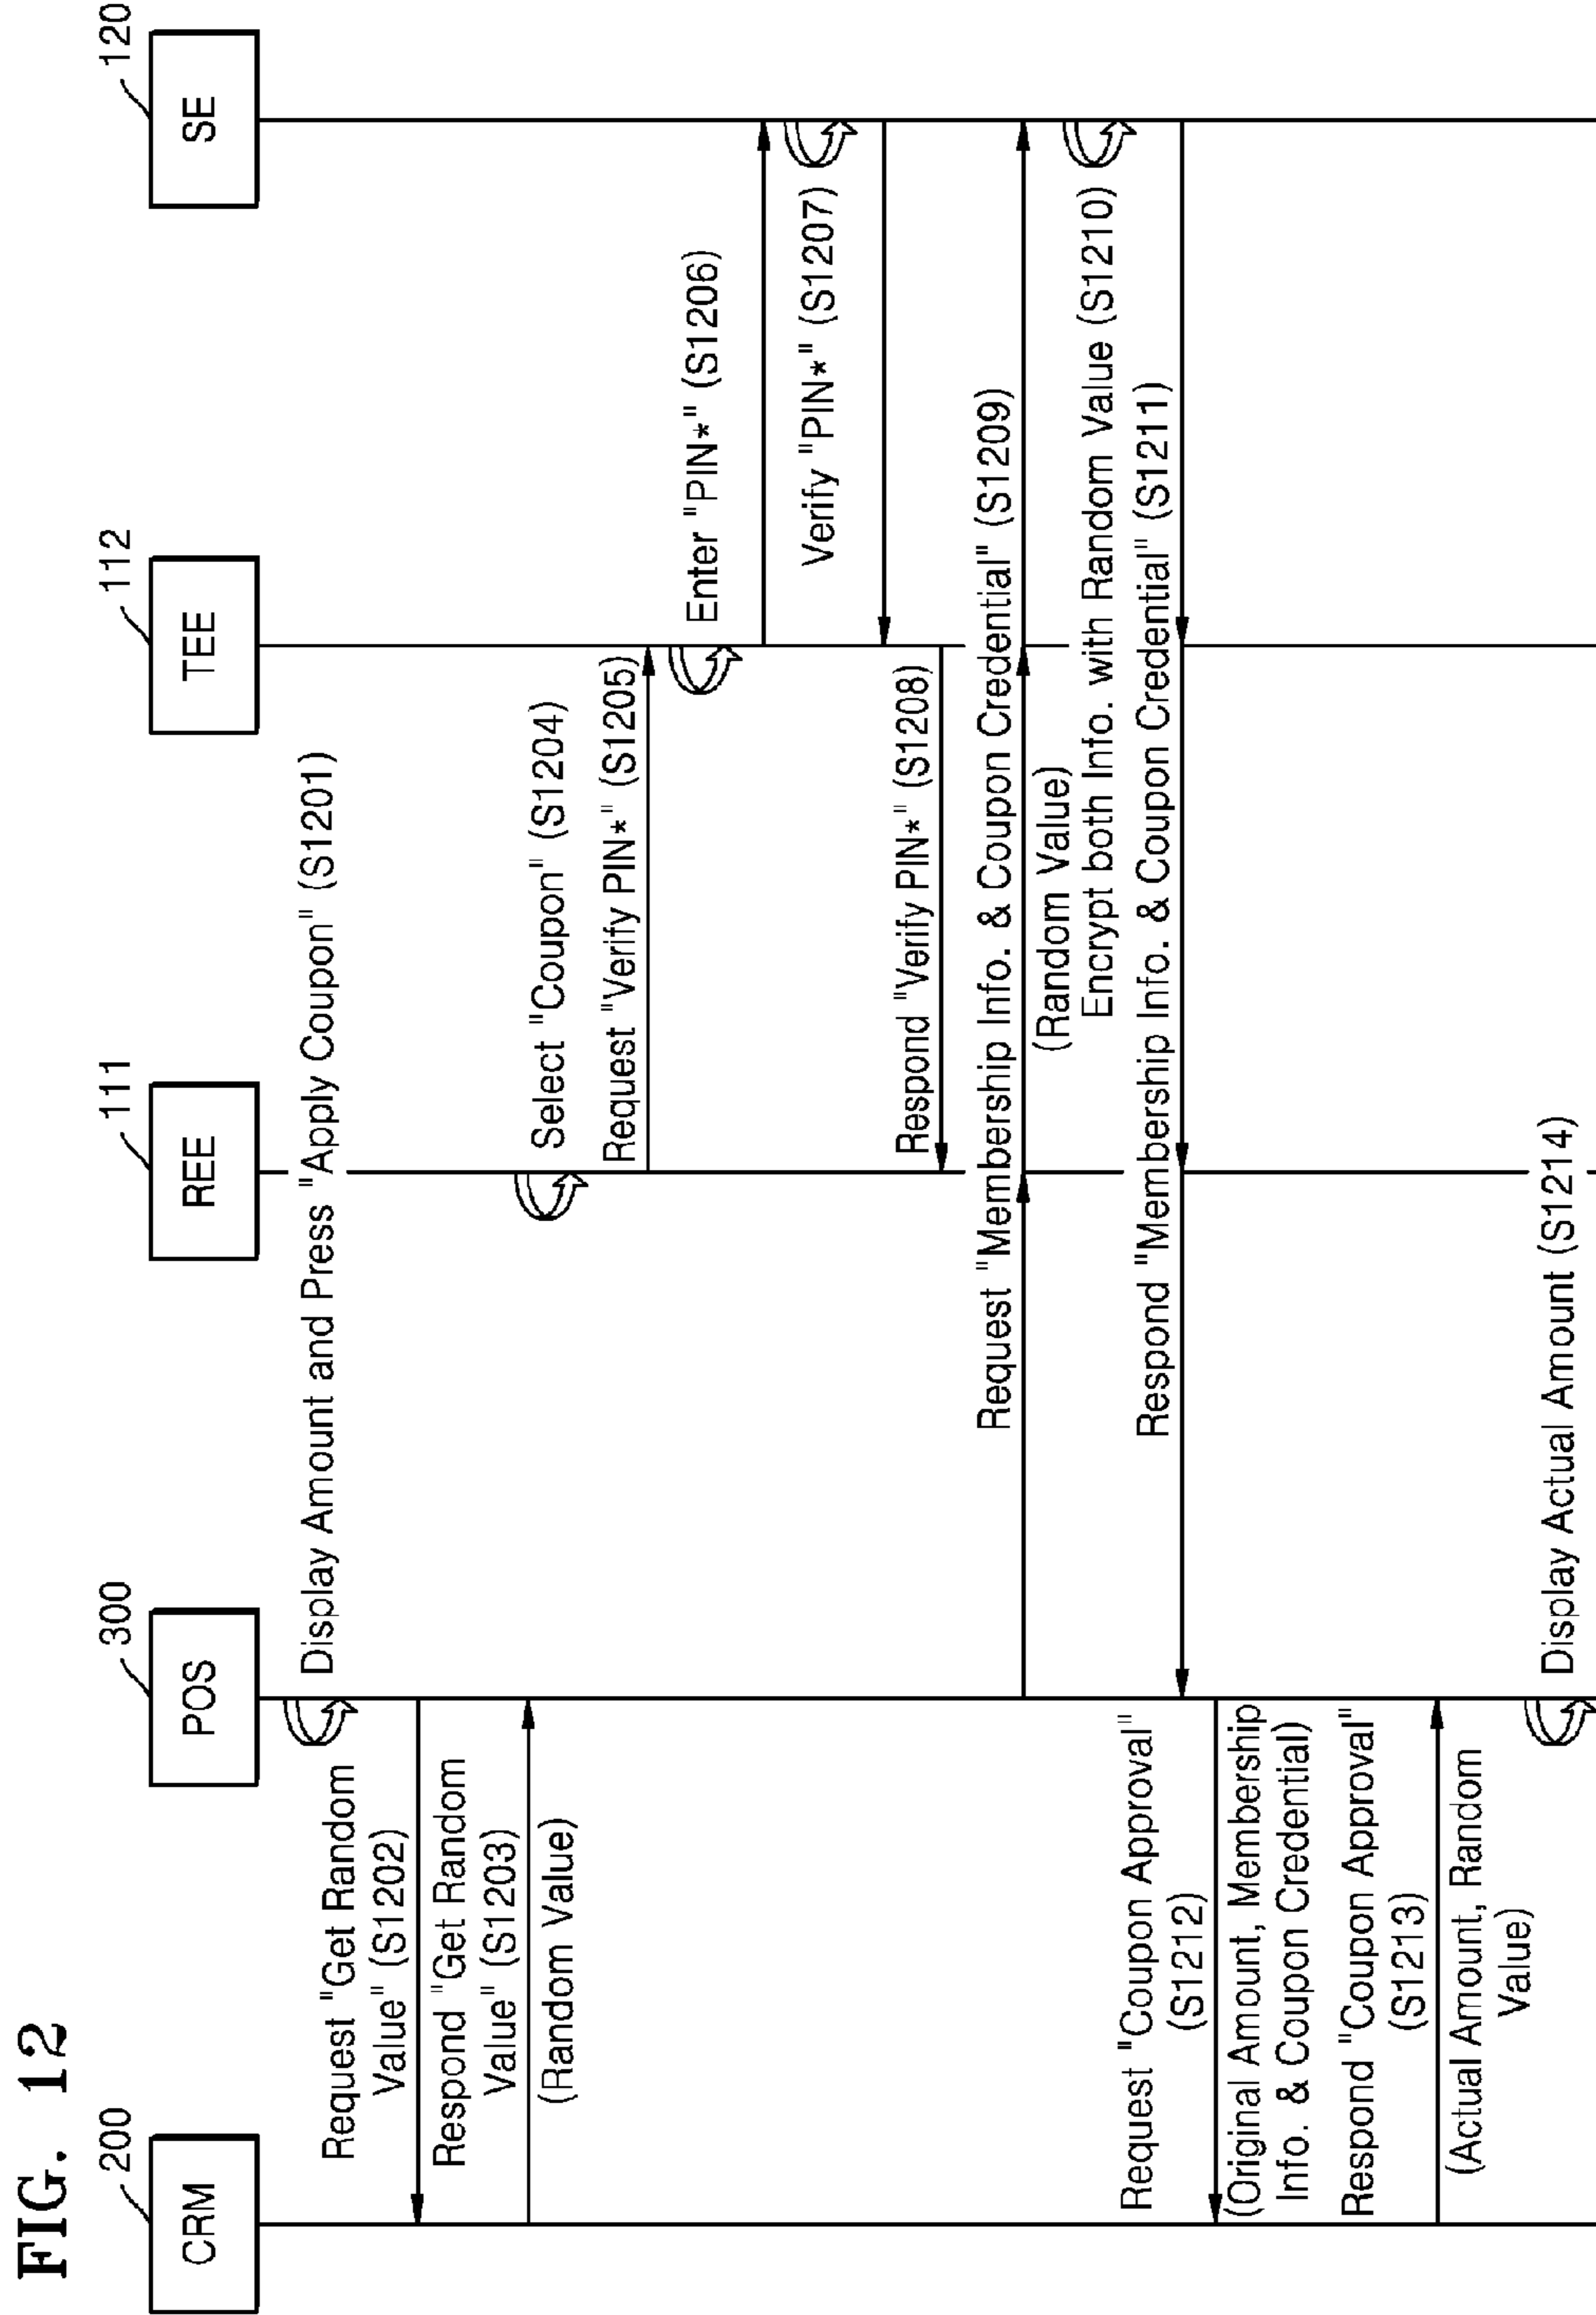 FIG. 12
200
300
111
112
120
CRM
POS
REE
TEE
SE
Display Amount and Press "Apply Coupon" (S1201)
Request "Get Random
Value" (S1202)
Respond "Get Random
Value" (S1203)
(Random Value)
Select "Coupon" (S1204)
Request "Verify PIN*" (S1205)
Enter "PIN*" (S1206)
Verify "PIN*" (S1207)
Respond "Verify PIN*" (S1208)
Request "Membership Info. & Coupon Credential" (S1209)
(Random Value)
Encrypt both Info. with Random Value (S1210)
Respond "Membership Info. & Coupon Credential" (S1211)
Request "Coupon Approval"
(S1212)
(Original Amount, Membership
Info. & Coupon Credential)
Respond "Coupon Approval"
(S1213)
(Actual Amount, Random
Value)
Display Actual Amount (S1214)